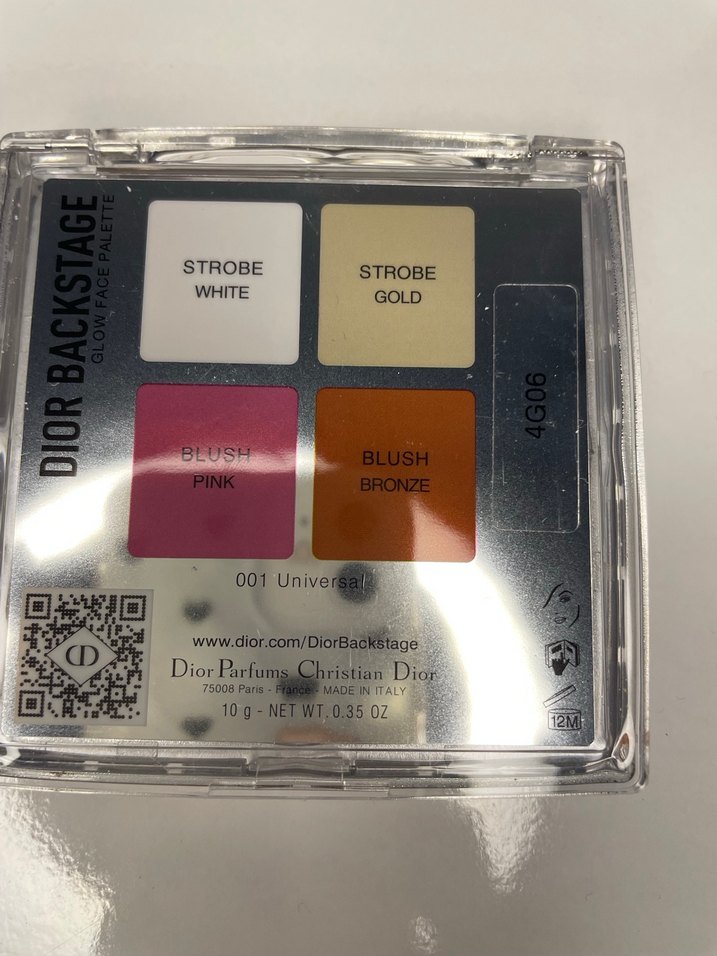 DIOR BACKSTAGE
GLOW FACE PALETTE
STROBE
WHITE
STROBE
GOLD
BLUSH
PINK
BLUSH
BRONZE
4G06
001 Universal
www.dior.com/DiorBackstage
Dior Parfums Christian Dior
75008 Paris - France - MADE IN ITALY
10 g - NET WT. 0.35 OZ
12M